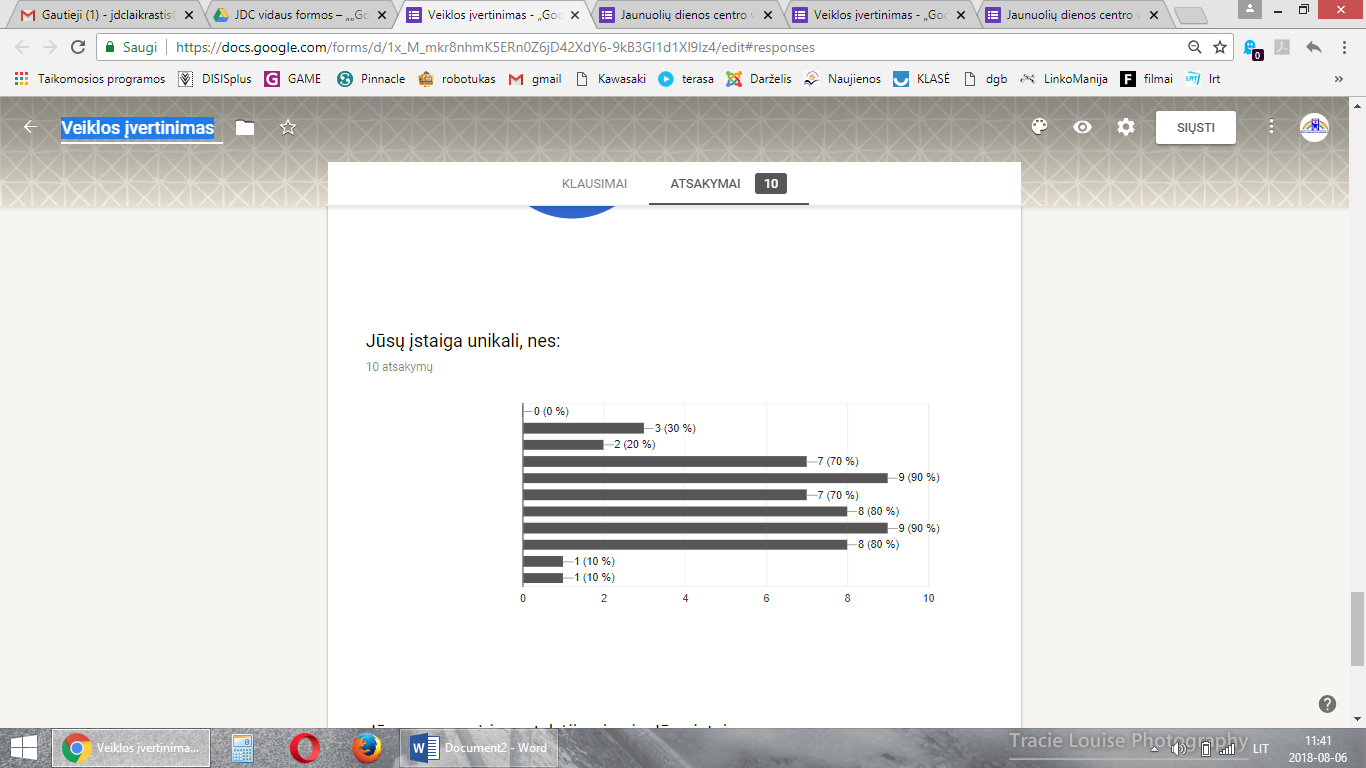 Gautieji (1) - jdclaikrastis
JDC vidaus formos – „Go
Veiklos įvertinimas - „Goo
Jaunuolių dienos centro v
Veiklos įvertinimas - „Goo
Jaunuolių dienos centro v
Saugi
https://docs.google.com/forms/d/1x_M_mkr8nhmK5ERn0Z6jD42XdY6-9kB3Gl1d1Xl9Iz4/edit#responses
0
Taikomosios programos
DISISplus
GAME
Pinnacle
robotukas
gmail
Kawasaki
terasa
Darželis
Naujienos
KLASĖ
dgb
LinkoManija
filmai
lrt
»
Veiklos įvertinimas
SIŲSTI
KLAUSIMAI
ATSAKYMAI 10
Jūsų įstaiga unikali, nes:
10 atsakymų
0 (0 %)
3 (30 %)
2 (20 %)
7 (70 %)
9 (90 %)
7 (70 %)
8 (80 %)
9 (90 %)
8 (80 %)
1 (10 %)
1 (10 %)
0 2 4 6 8 10
Veiklos įvertinima...
Document2 - Word
Tracie Louise Photography
LIT
11:41
2018-08-06